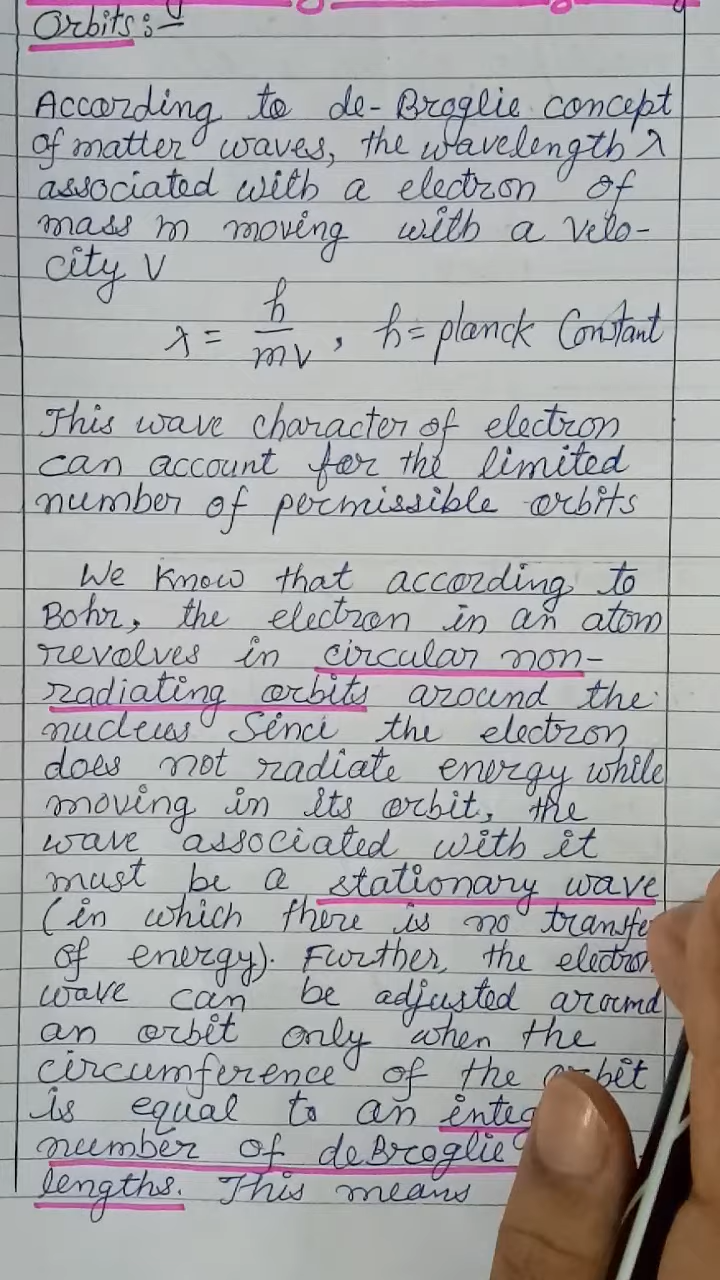 Orbits:-
According to de-Broglie concept
of matter waves, the wavelength λ
associated with a electron of
mass m moving with a velo-
city v
λ = h/mv, h = planck Constant
This wave character of electron
can account for the limited
number of permissible orbits
We know that according to
Bohr, the electron in an atom
revolves in circular non-
radiating orbits around the
nucleus Sinci the electron
does not radiate energy while
moving in its orbit, the
wave associated with it
must be a stationary wave
(in which there is no transfe
of energy). Further, the electron
wave can be adjusted around
an orbit only when the
circumference of the orbit
is equal to an integ
number of deBroglie
lengths. This means